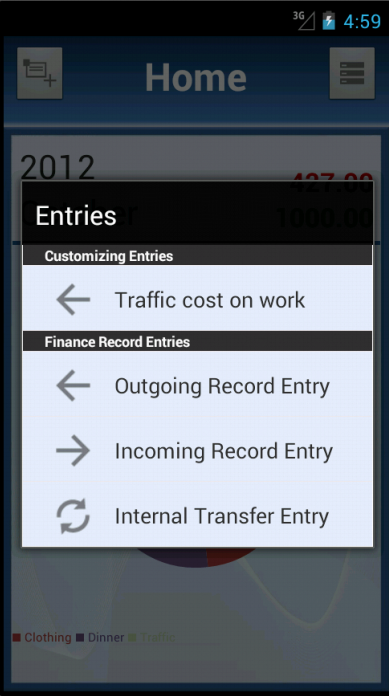 3G 4:59
Home
2012
427.00
1000.00
Entries
Customizing Entries
Traffic cost on work
Finance Record Entries
Outgoing Record Entry
Incoming Record Entry
Internal Transfer Entry
Clothing Dinner Traffic